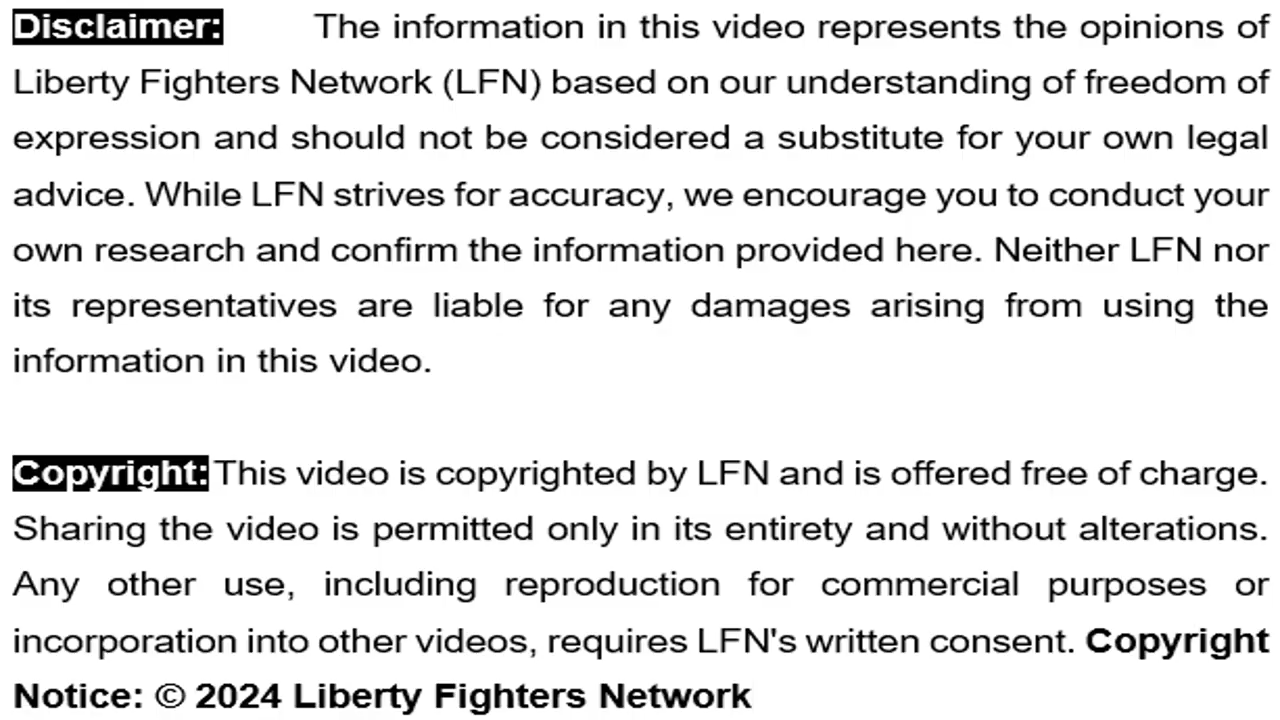 Disclaimer: The information in this video represents the opinions of
Liberty Fighters Network (LFN) based on our understanding of freedom of
expression and should not be considered a substitute for your own legal
advice. While LFN strives for accuracy, we encourage you to conduct your
own research and confirm the information provided here. Neither LFN nor
its representatives are liable for any damages arising from using the
information in this video.
Copyright: This video is copyrighted by LFN and is offered free of charge.
Sharing the video is permitted only in its entirety and without alterations.
Any other use, including reproduction for commercial purposes or
incorporation into other videos, requires LFN's written consent. Copyright
Notice: © 2024 Liberty Fighters Network